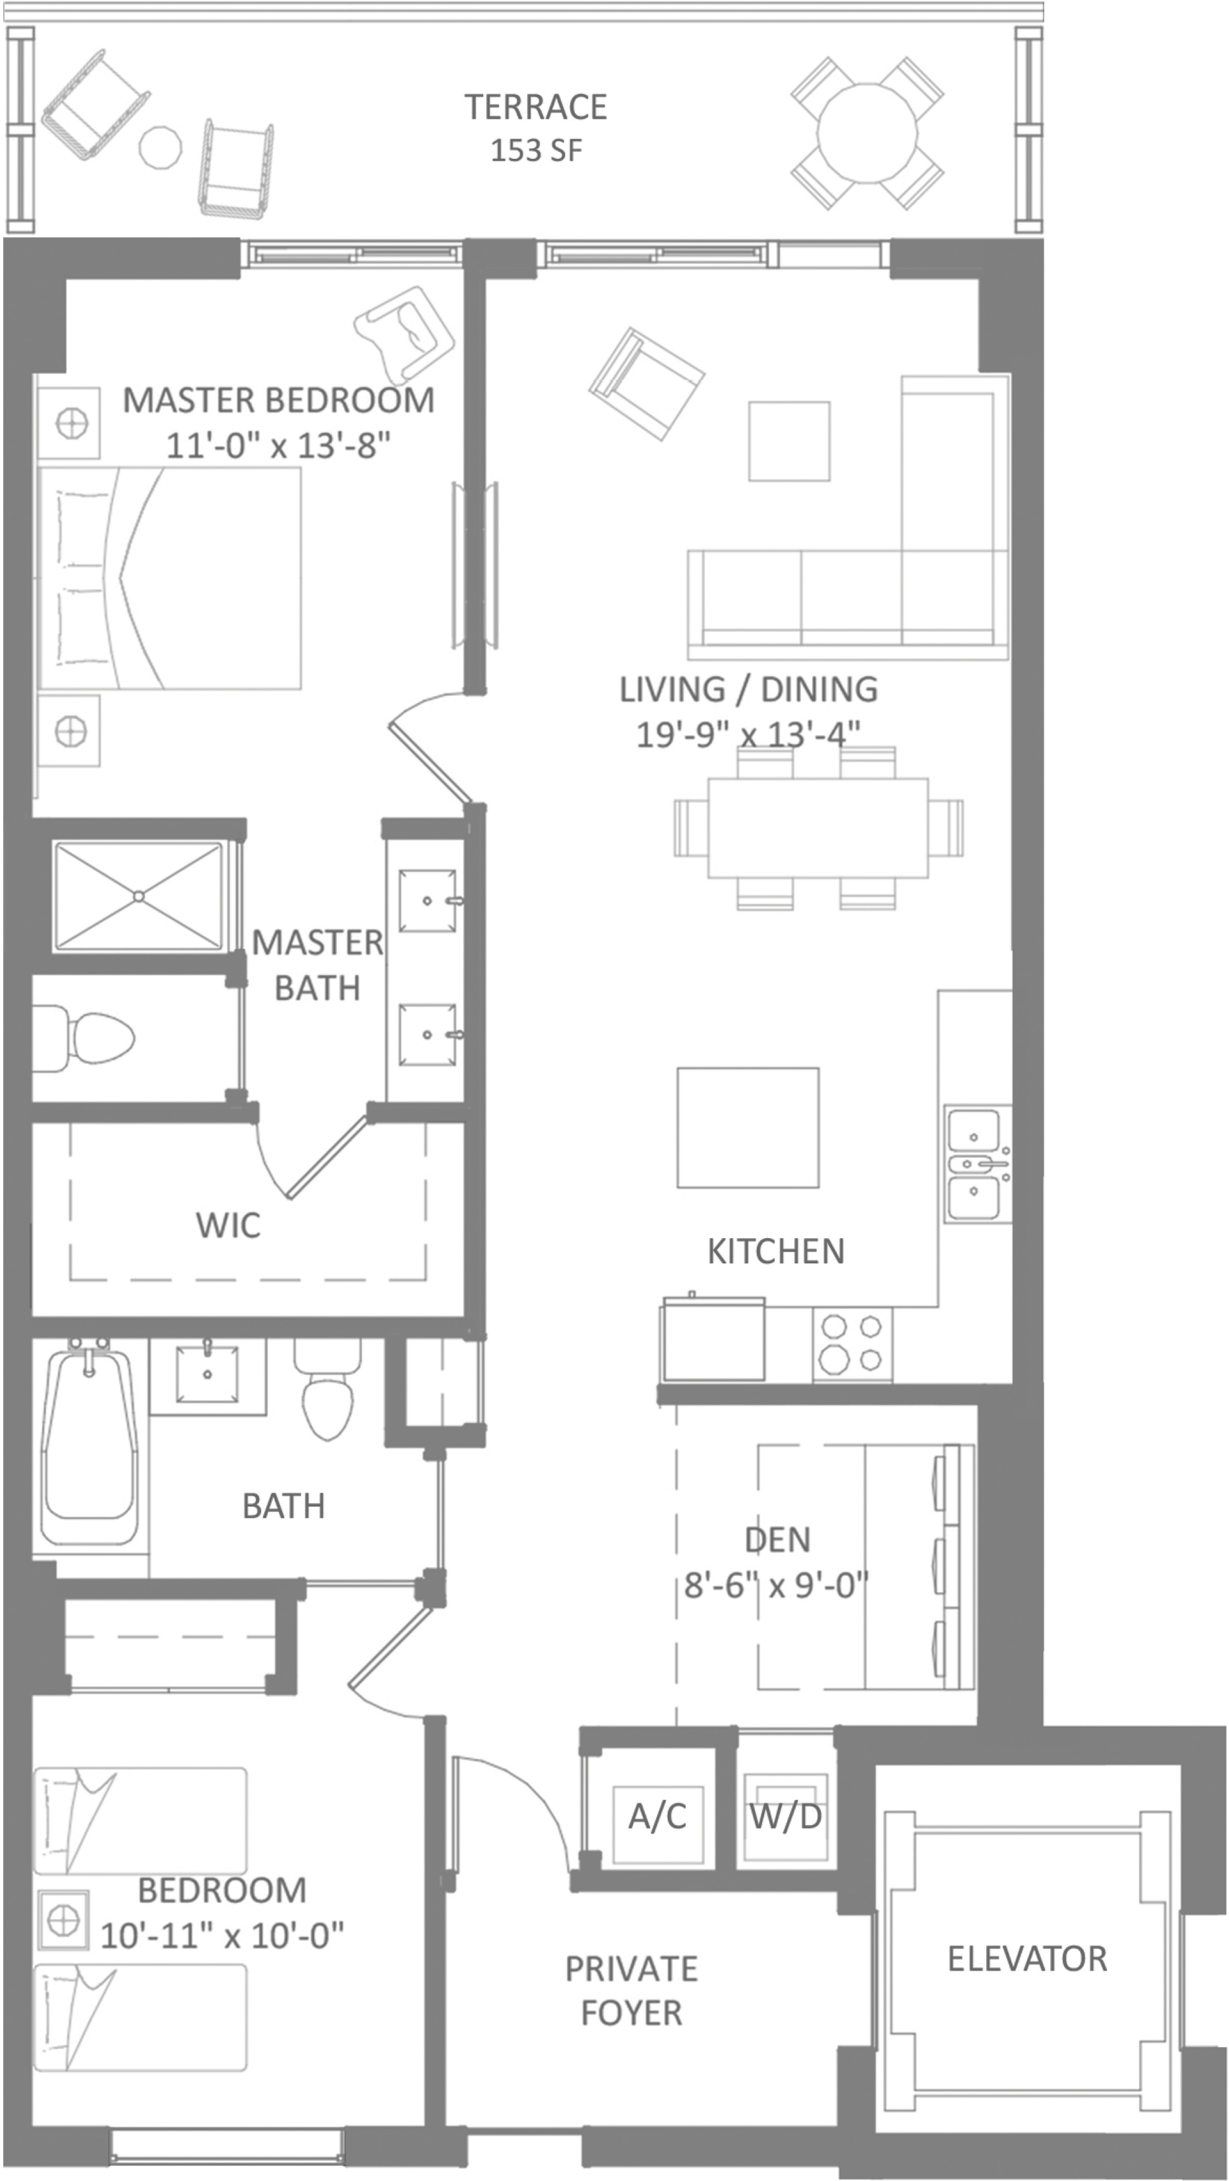 TERRACE
153 SF
MASTER BEDROOM
11'-0" x 13'-8"
LIVING / DINING
19'-9" x 13'-4"
MASTER
BATH
WIC
KITCHEN
BATH
DEN
8'-6" x 9'-0"
A/C
W/D
BEDROOM
10'-11" x 10'-0"
PRIVATE
FOYER
ELEVATOR